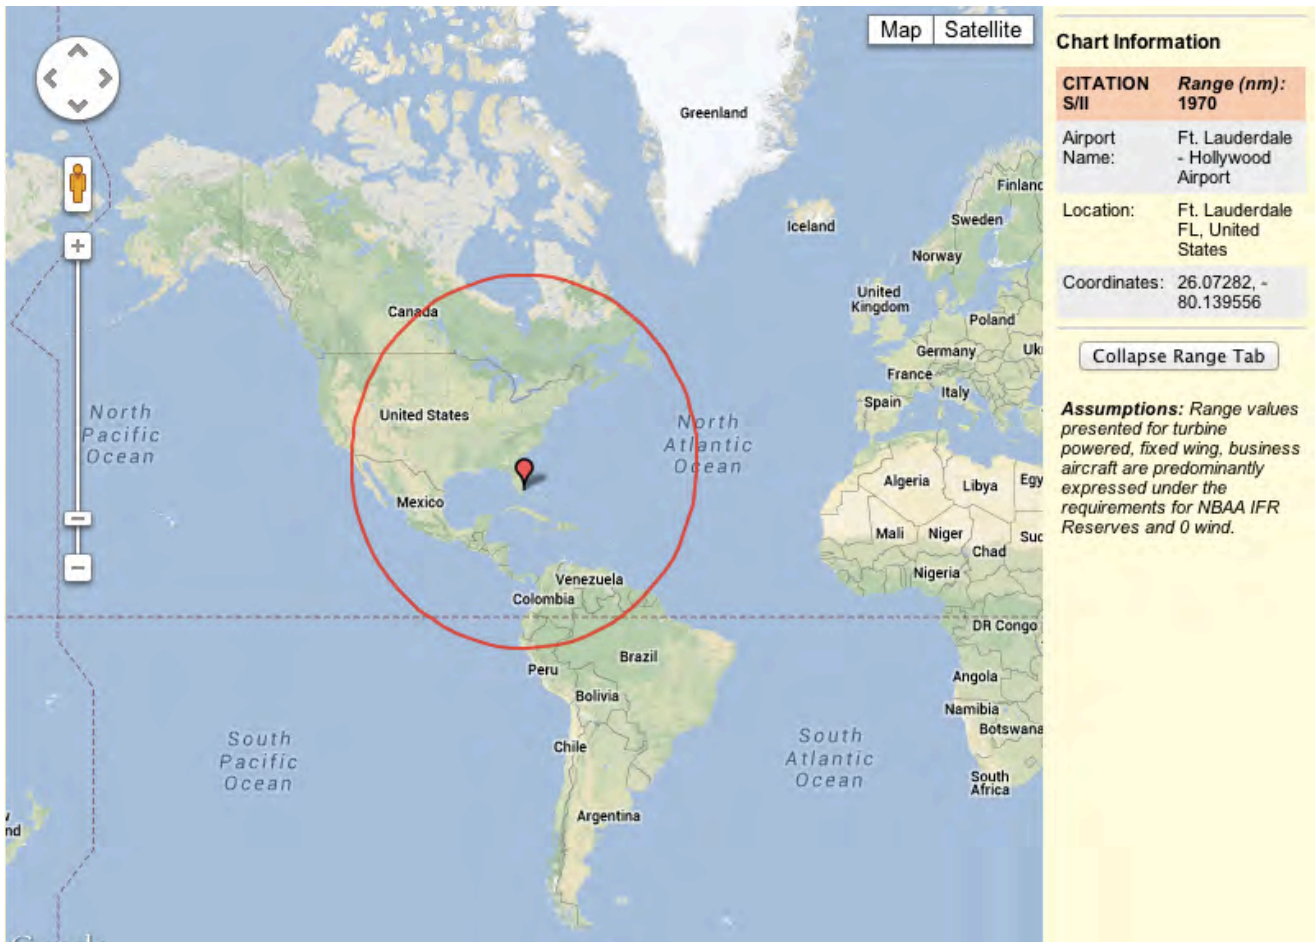 Map
Satellite
Greenland
Finland
Iceland
Sweden
Norway
United
Kingdom
Canada
Poland
Germany
Uk
France
United States
Italy
Spain
North
Pacific
Ocean
North
Atlantic
Ocean
Algeria
Libya
Egy
Mexico
Mali
Niger
Sud
Chad
Nigeria
Venezuela
Colombia
DR Congo
Brazil
Peru
Angola
Bolivia
Namibia
Botswana
South
Pacific
Ocean
South
Atlantic
Ocean
Chile
South
Africa
Argentina
nd
Chart Information
CITATION S/II Range (nm): 1970
Airport Name: Ft. Lauderdale - Hollywood Airport
Location: Ft. Lauderdale FL, United States
Coordinates: 26.07282, -80.139556
Collapse Range Tab
Assumptions: Range values
presented for turbine
powered, fixed wing, business
aircraft are predominantly
expressed under the
requirements for NBAA IFR
Reserves and 0 wind.